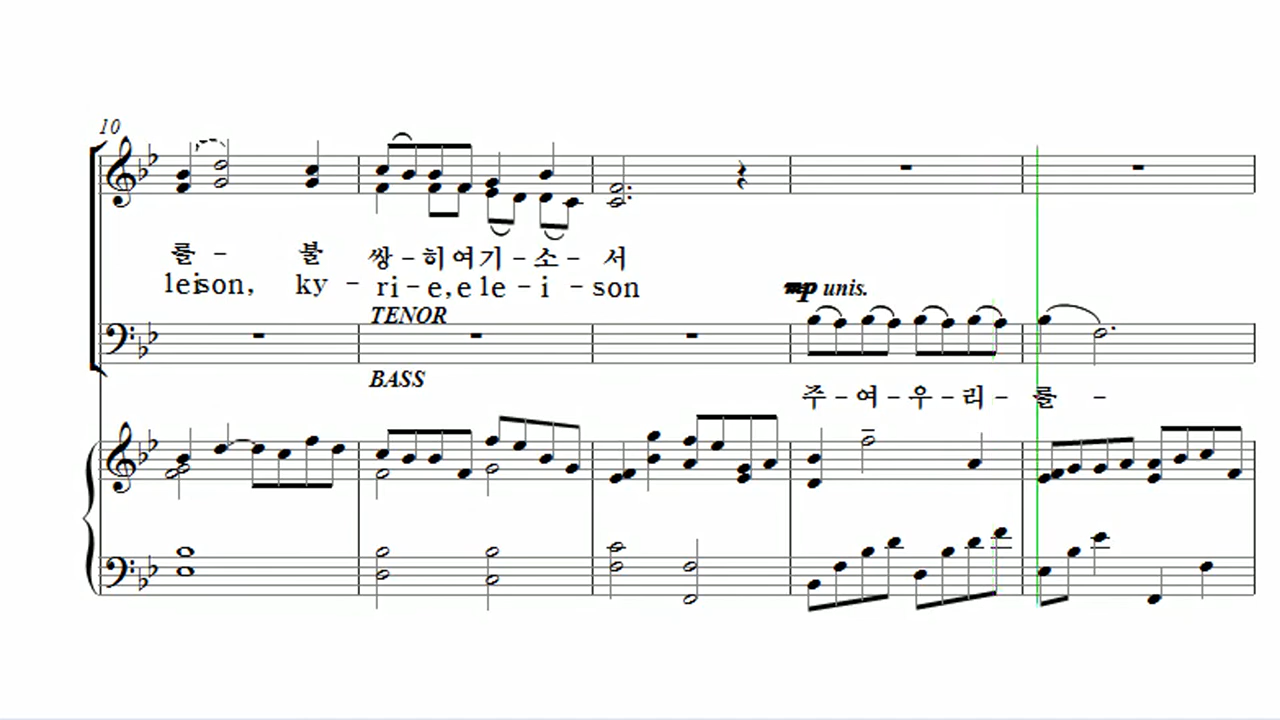 10
를 - 불 쌍 - 히 여 기 - 소 - 서
leison, ky - ri - e, e le - i - son
mp unis.
TENOR
BASS
주 - 여 - 우 - 리 - 를 -